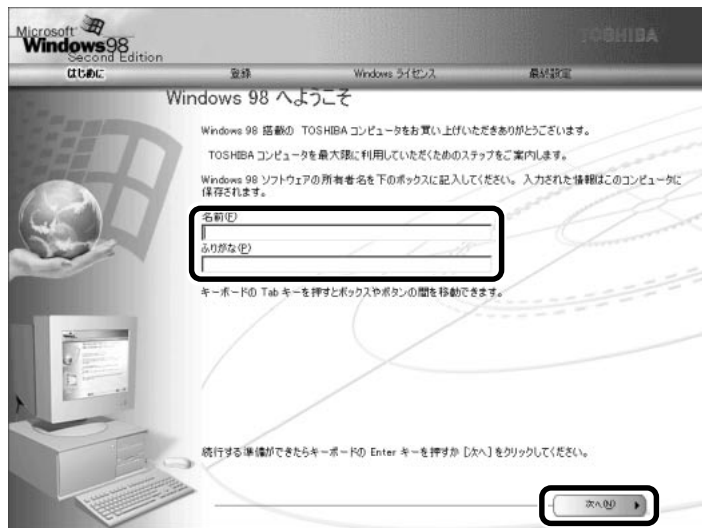 Microsoft
Windows98
Second Edition
TOSHIBA
はじめに 登録 Windows ライセンス 最終設定
Windows 98 へようこそ
Windows 98 搭載の TOSHIBA コンピュータをお買い上げいただきありがとうございます。
TOSHIBA コンピュータを最大限に利用していただくためのステップをご案内します。
Windows 98 ソフトウェアの所有者名を下のボックスに記入してください。 入力された情報はこのコンピュータに
保存されます。
名前(F)
ふりがな(P)
キーボードの Tab キーを押すとボックスやボタンの間を移動できます。
続行する準備ができたらキーボードの Enter キーを押すか [次へ] をクリックしてください。
次へ(N)